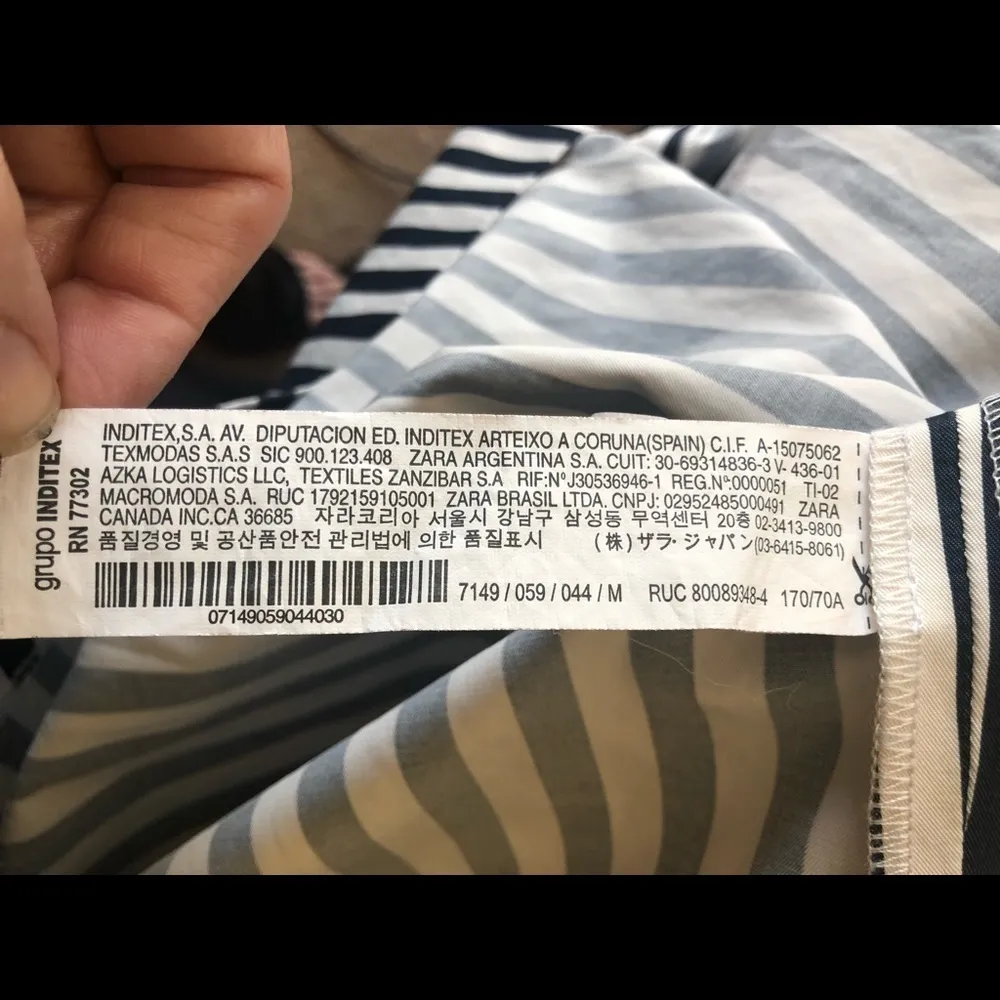 grupo INDITEX
RN 77302
INDITEX,S.A. AV. DIPUTACION ED. INDITEX ARTEIXO A CORUNA(SPAIN) C.I.F. A-15075062
TEXMODAS S.A.S SIC 900.123.408 ZARA ARGENTINA S.A. CUIT: 30-69314836-3 V- 436-01
AZKA LOGISTICS LLC, TEXTILES ZANZIBAR S.A RIF:Nº J30536946-1 REG.Nº:0000051 TI-02
MACROMODA S.A. RUC 1792159105001 ZARA BRASIL LTDA. CNPJ: 02952485000491 ZARA
CANADA INC.CA 36685 자라코리아 서울시 강남구 삼성동 무역센터 20층 02-3413-9800
품질경영 및 공산품안전 관리법에 의한 품질표시 (株) ザラ・ジャパン(03-6415-8061)
7149 / 059 / 044 / M RUC 80089348-4 170/70A
07149059044030